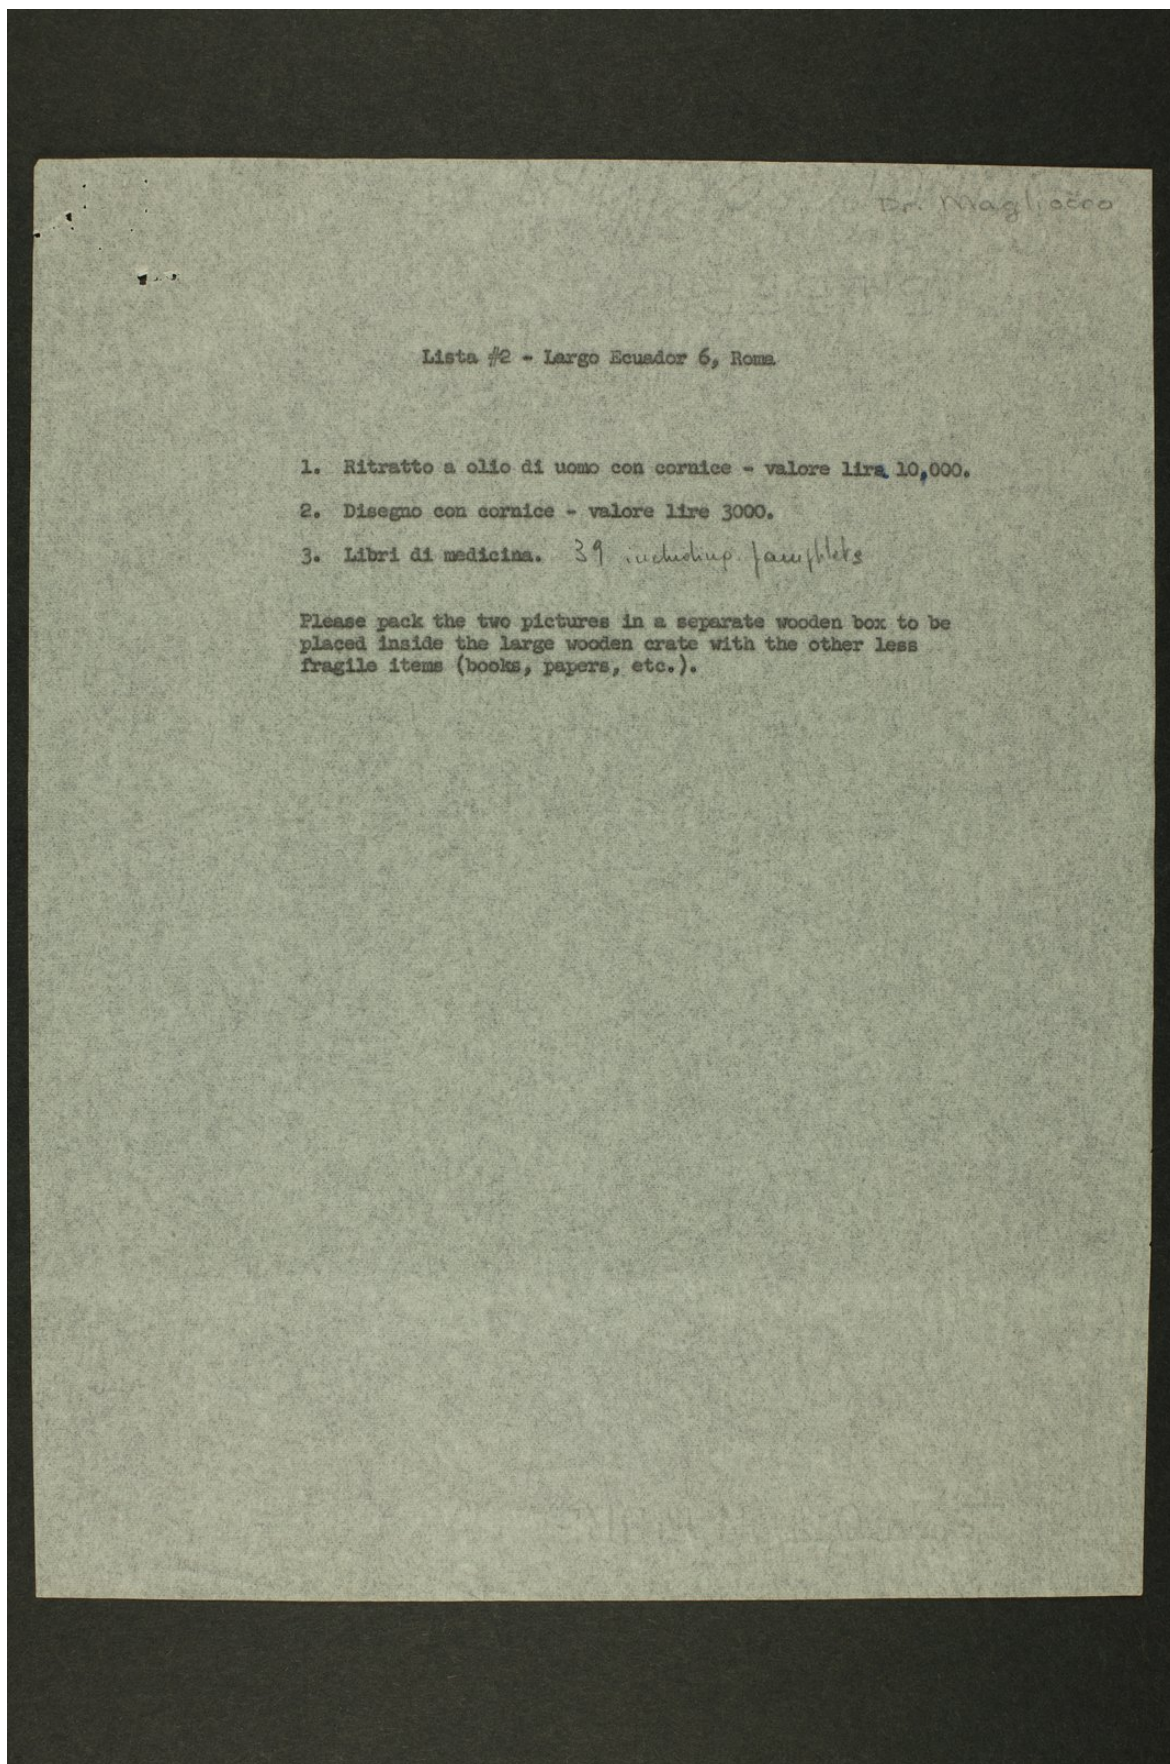 Dr. Magliocco
Lista #2 - Largo Ecuador 6, Roma
1. Ritratto a olio di uomo con cornice - valore lira 10,000.
2. Disegno con cornice - valore lire 3000.
3. Libri di medicina. 39 including pamphlets
Please pack the two pictures in a separate wooden box to be
placed inside the large wooden crate with the other less
fragile items (books, papers, etc.).